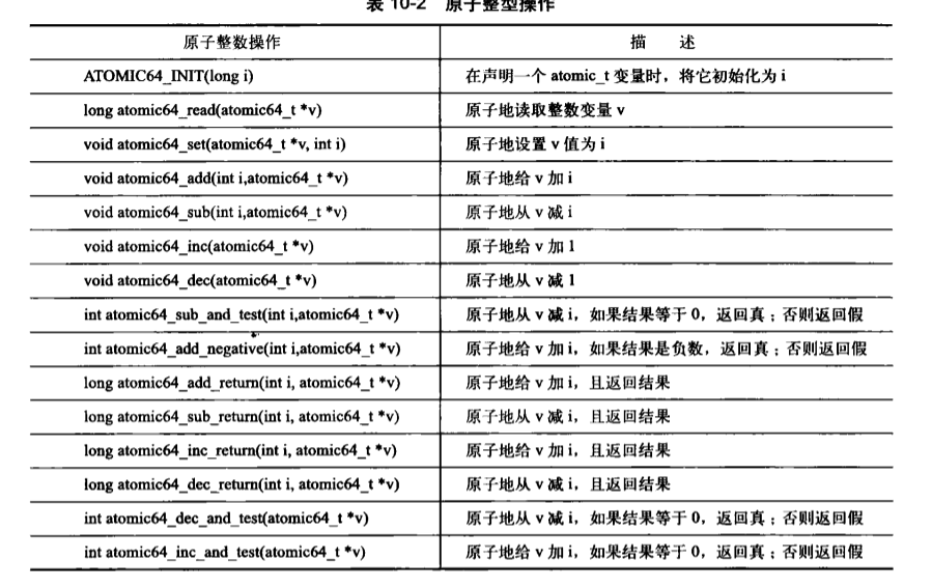 表 10-2 原子整型操作
原子整数操作 描 述
ATOMIC64_INIT(long i) 在声明一个 atomic_t 变量时，将它初始化为 i
long atomic64_read(atomic64_t *v) 原子地读取整数变量 v
void atomic64_set(atomic64_t *v, int i) 原子地设置 v 值为 i
void atomic64_add(int i,atomic64_t *v) 原子地给 v 加 i
void atomic64_sub(int i,atomic64_t *v) 原子地从 v 减 i
void atomic64_inc(atomic64_t *v) 原子地给 v 加 1
void atomic64_dec(atomic64_t *v) 原子地从 v 减 1
int atomic64_sub_and_test(int i,atomic64_t *v) 原子地从 v 减 i，如果结果等于 0，返回真；否则返回假
int atomic64_add_negative(int i,atomic64_t *v) 原子地给 v 加 i，如果结果是负数，返回真；否则返回假
long atomic64_add_return(int i, atomic64_t *v) 原子地给 v 加 i，且返回结果
long atomic64_sub_return(int i, atomic64_t *v) 原子地从 v 减 i，且返回结果
long atomic64_inc_return(int i, atomic64_t *v) 原子地给 v 加 i，且返回结果
long atomic64_dec_return(int i, atomic64_t *v) 原子地从 v 减 i，且返回结果
int atomic64_dec_and_test(atomic64_t *v) 原子地从 v 减 i，如果结果等于 0，返回真；否则返回假
int atomic64_inc_and_test(atomic64_t *v) 原子地给 v 加 i，如果结果等于 0，返回真；否则返回假